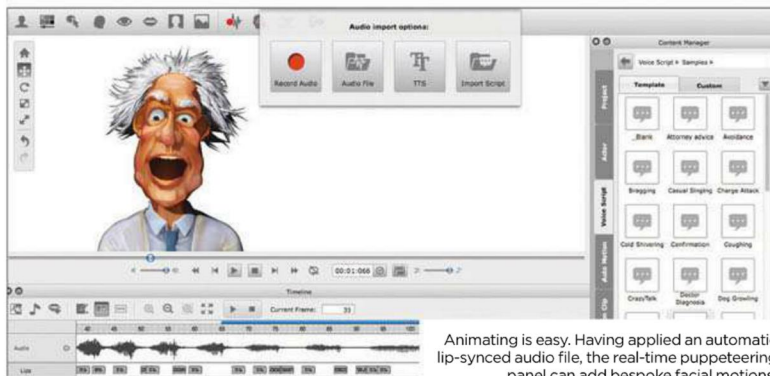 Audio import options:
Record Audio
Audio File
TTS
Import Script
Content Manager
Voice Script > Samples >
Template
Custom
Project
Actor
Voice Script
Auto Motion
Clip
_Blank
Attorney advice
Avoidance
Bragging
Casual Singing
Charge Attack
Cold Shivering
Confirmation
Coughing
CrazyTalk
Doctor Diagnosis
Dog Growling
00:01:066
Timeline
Current Frame: 33
Audio
Lips
Animating is easy. Having applied an automatic
lip-synced audio file, the real-time puppeteering
panel can add bespoke facial motions